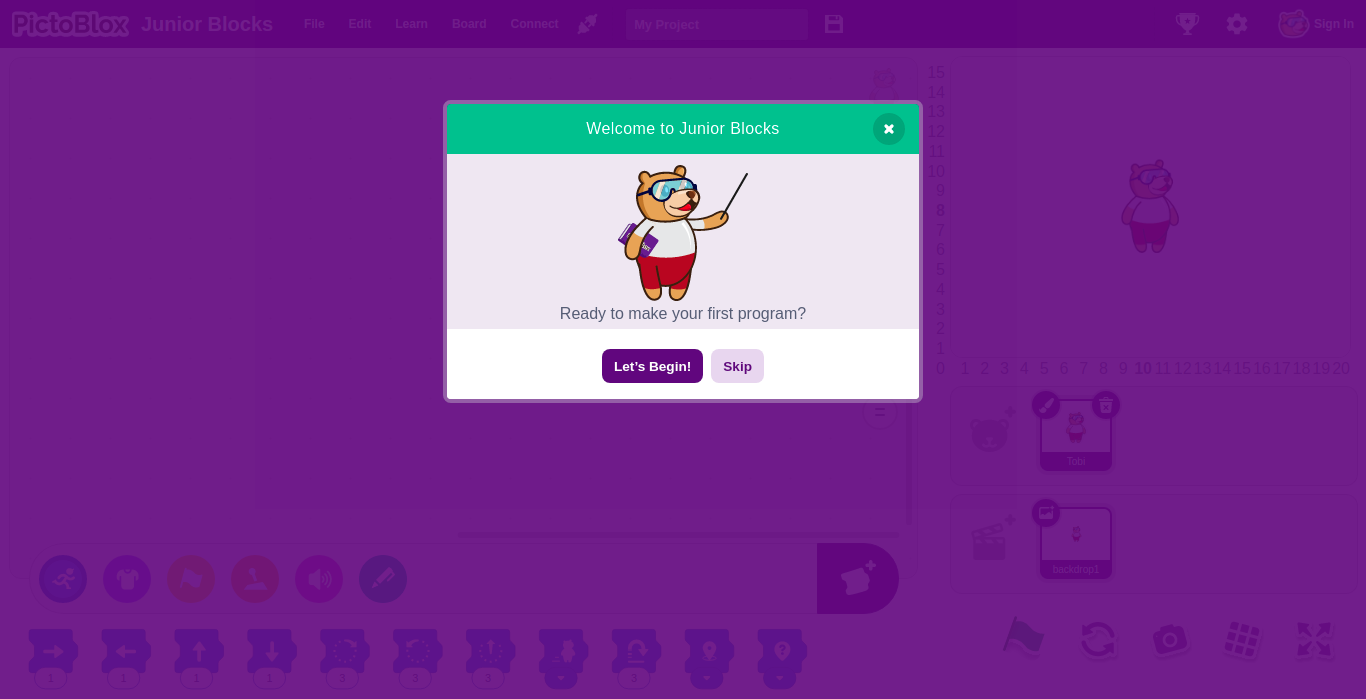 PictoBlox Junior Blocks File Edit Learn Board Connect My Project Sign In
Welcome to Junior Blocks
Ready to make your first program?
Let's Begin! Skip
15
14
13
12
11
10
9
8
7
6
5
4
3
2
1
0 1 2 3 4 5 6 7 8 9 10 11 12 13 14 15 16 17 18 19 20
=
Tobi
backdrop1
1 1 1 1 3 3 3 3